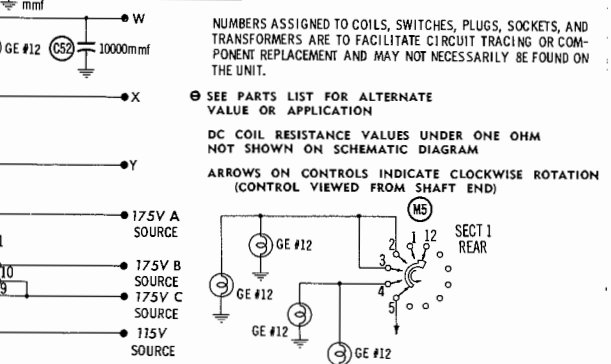 mmf
W
GE #12
C52
10000mmf
NUMBERS ASSIGNED TO COILS, SWITCHES, PLUGS, SOCKETS, AND
TRANSFORMERS ARE TO FACILITATE CIRCUIT TRACING OR COM-
PONENT REPLACEMENT AND MAY NOT NECESSARILY BE FOUND ON
THE UNIT.
X
⊖ SEE PARTS LIST FOR ALTERNATE
VALUE OR APPLICATION
DC COIL RESISTANCE VALUES UNDER ONE OHM
NOT SHOWN ON SCHEMATIC DIAGRAM
Y
ARROWS ON CONTROLS INDICATE CLOCKWISE ROTATION
(CONTROL VIEWED FROM SHAFT END)
M5
175V A
SOURCE
SECT 1
REAR
2
1
12
3
4
5
GE #12
GE #12
GE #12
GE #12
10
9
175V B
SOURCE
175V C
SOURCE
115V
SOURCE